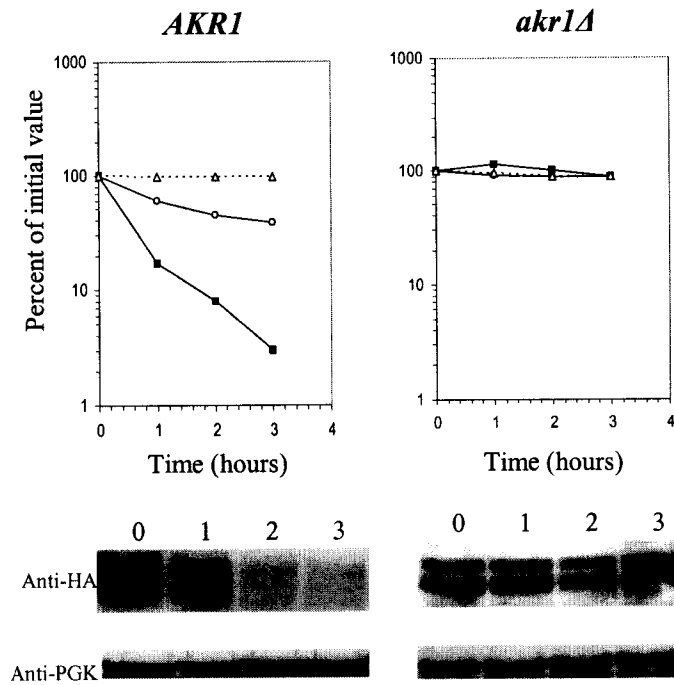 AKR1
akr1Δ
Percent of initial value
1000
100
10
1
0 1 2 3 4
Time (hours)
1000
100
10
1
0 1 2 3 4
Time (hours)
0 1 2 3
0 1 2 3
Anti-HA
Anti-PGK